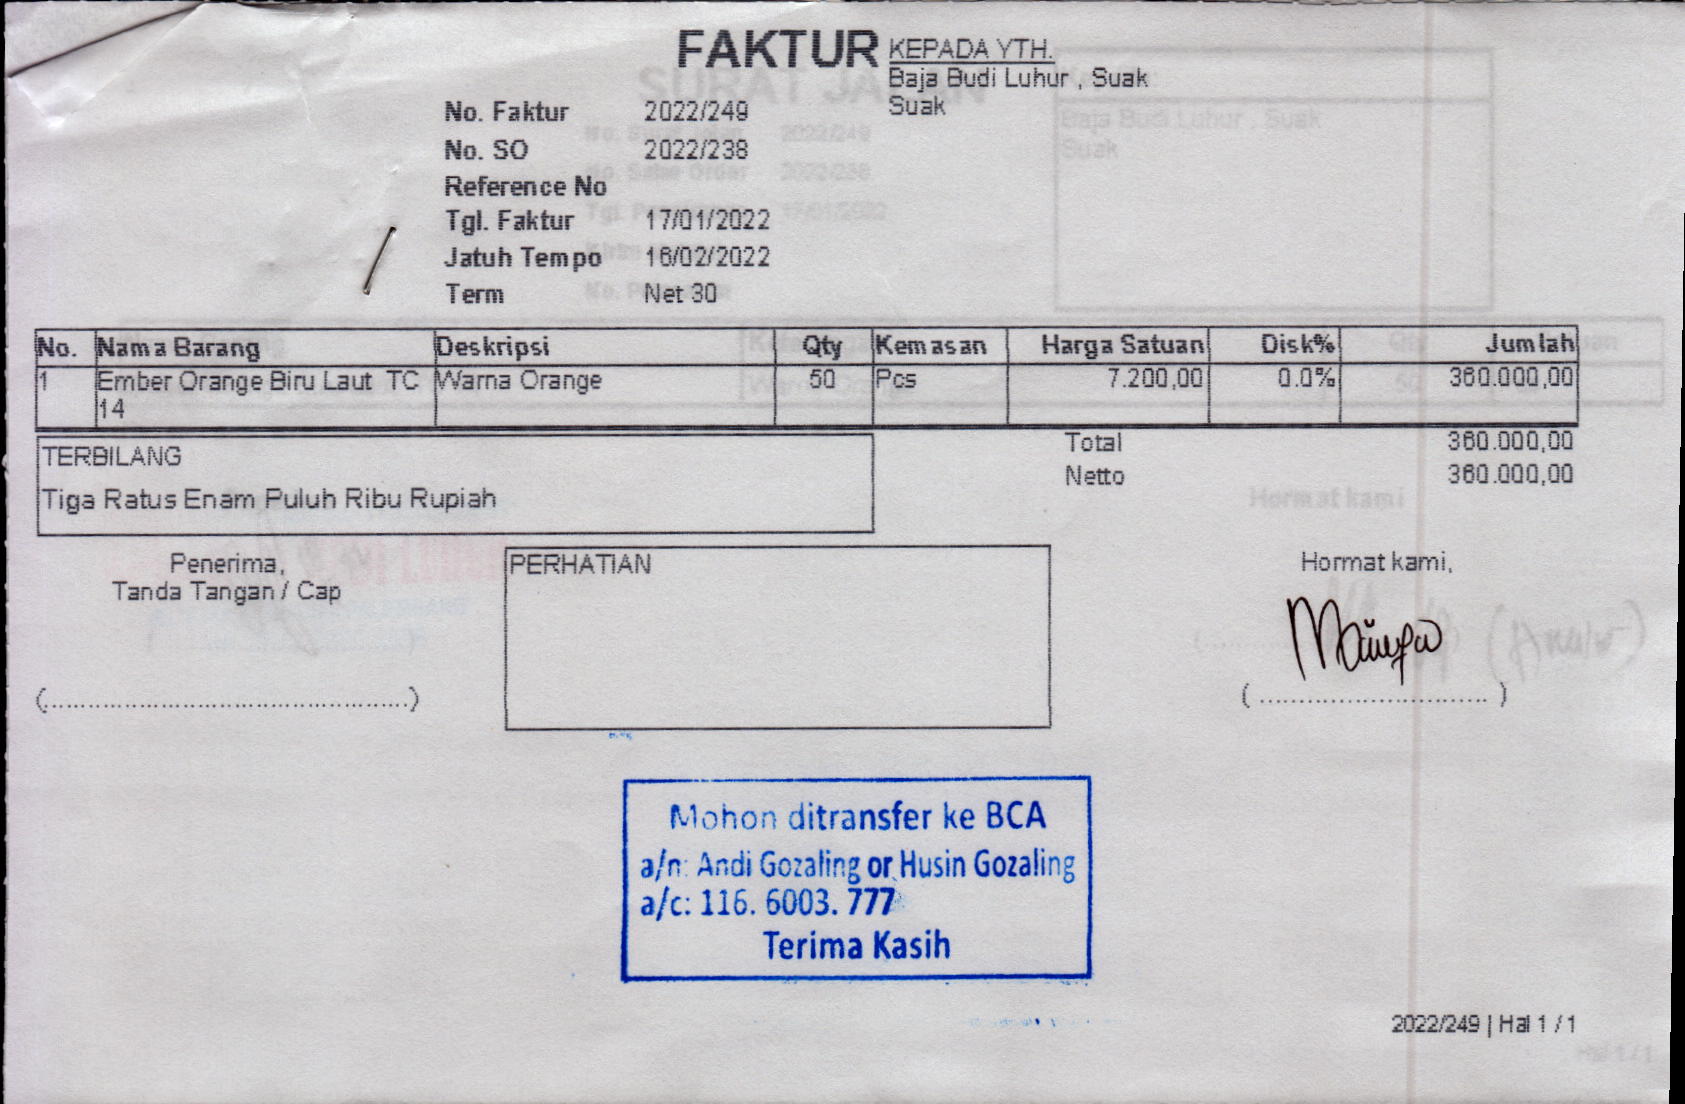 FAKTUR
KEPADA YTH.
Baja Budi Luhur , Suak
Suak
No. Faktur 2022/249
No. SO 2022/238
Reference No
Tgl. Faktur 17/01/2022
Jatuh Tempo 16/02/2022
Term Net 30
No. Nama Barang Deskripsi Qty Kemasan Harga Satuan Disk% Jumlah
1 Ember Orange Biru Laut TC Warna Orange 50 Pcs 7.200,00 0.0% 360.000,00
14
Total 360.000,00
Netto 360.000,00
TERBILANG
Tiga Ratus Enam Puluh Ribu Rupiah
Penerima,
Tanda Tangan / Cap
(................................................)
PERHATIAN
Hormat kami,
( .............................. )
Mohon ditransfer ke BCA
a/n: Andi Gozaling or Husin Gozaling
a/c: 116. 6003. 777
Terima Kasih
2022/249 | Hal 1 / 1